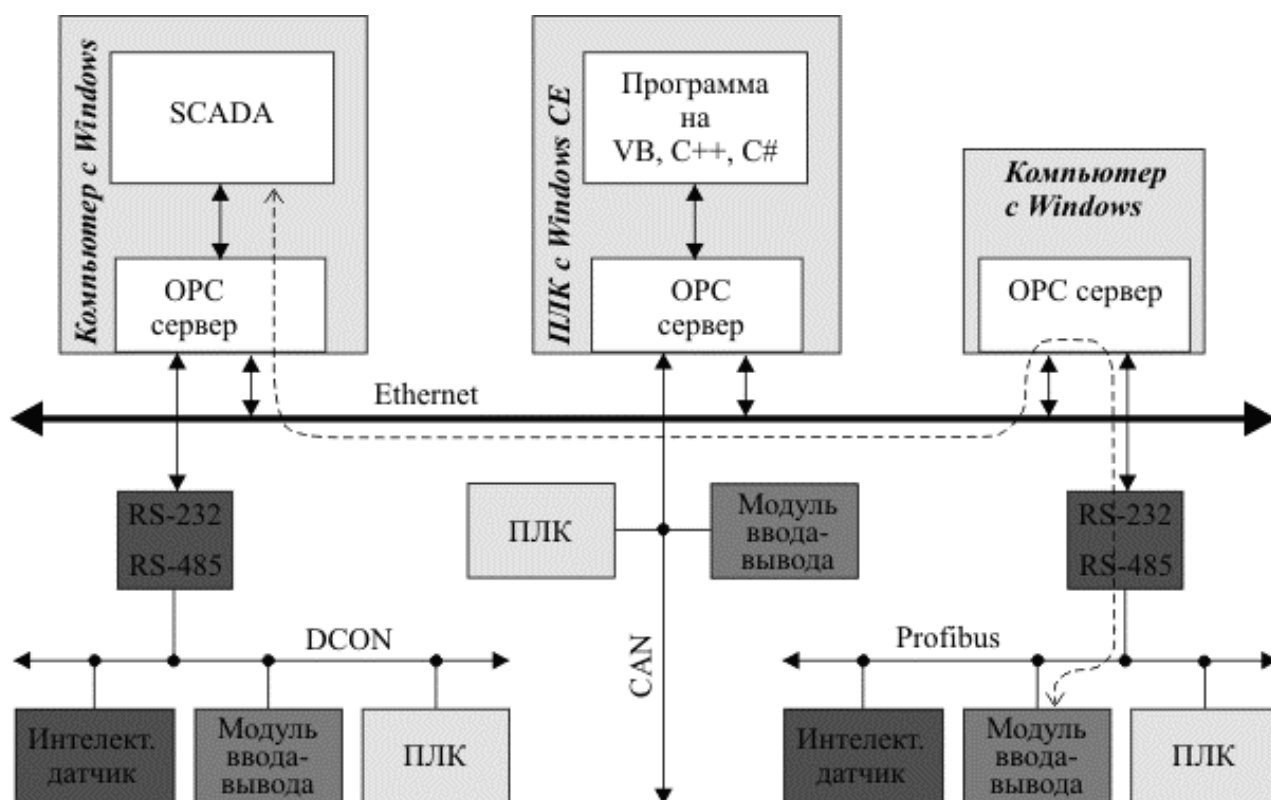 Компьютер с Windows
SCADA
OPC
сервер
ПЛК с Windows CE
Программа
на
VB, C++, C#
OPC
сервер
Компьютер
с Windows
OPC сервер
Ethernet
RS-232
RS-485
ПЛК
Модуль
ввода-
вывода
RS-232
RS-485
DCON
CAN
Profibus
Интелект.
датчик
Модуль
ввода-
вывода
ПЛК
Интелект.
датчик
Модуль
ввода-
вывода
ПЛК